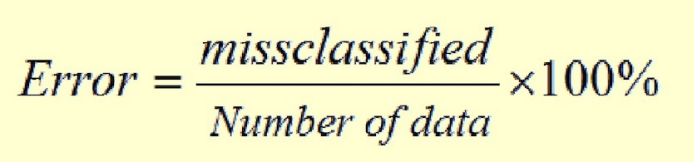 Error = missclassified / Number of data ×100%